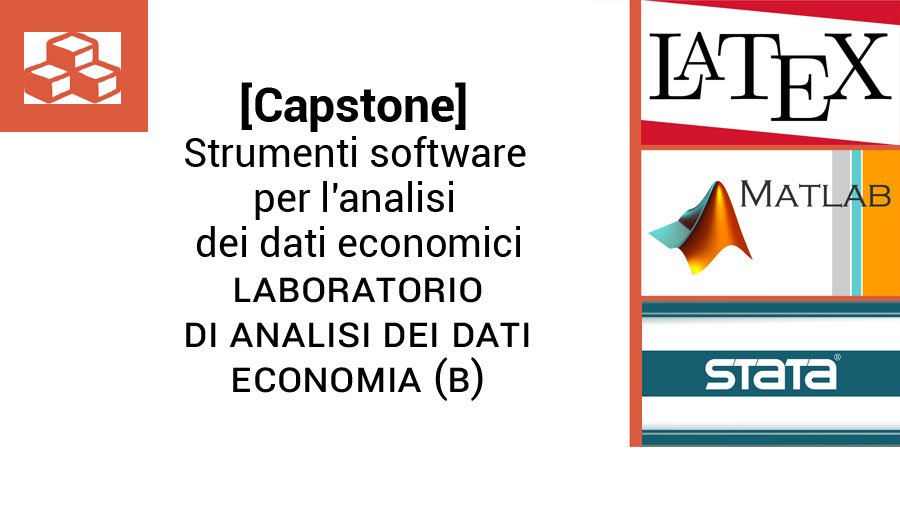 [Capstone]
Strumenti software
per l'analisi
dei dati economici
LABORATORIO
DI ANALISI DEI DATI
ECONOMIA (B)
LATEX
MATLAB
STATA®